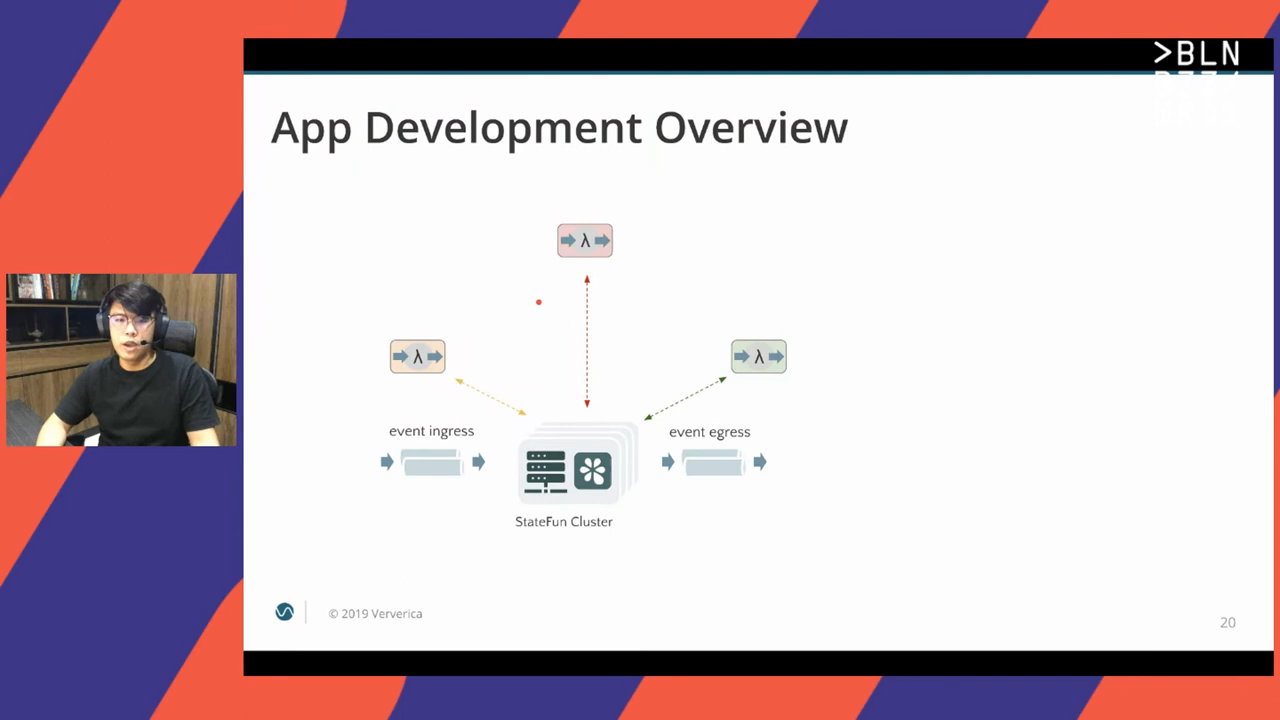 >BLN
App Development Overview
λ
λ
λ
event ingress
event egress
StateFun Cluster
© 2019 Ververica
20